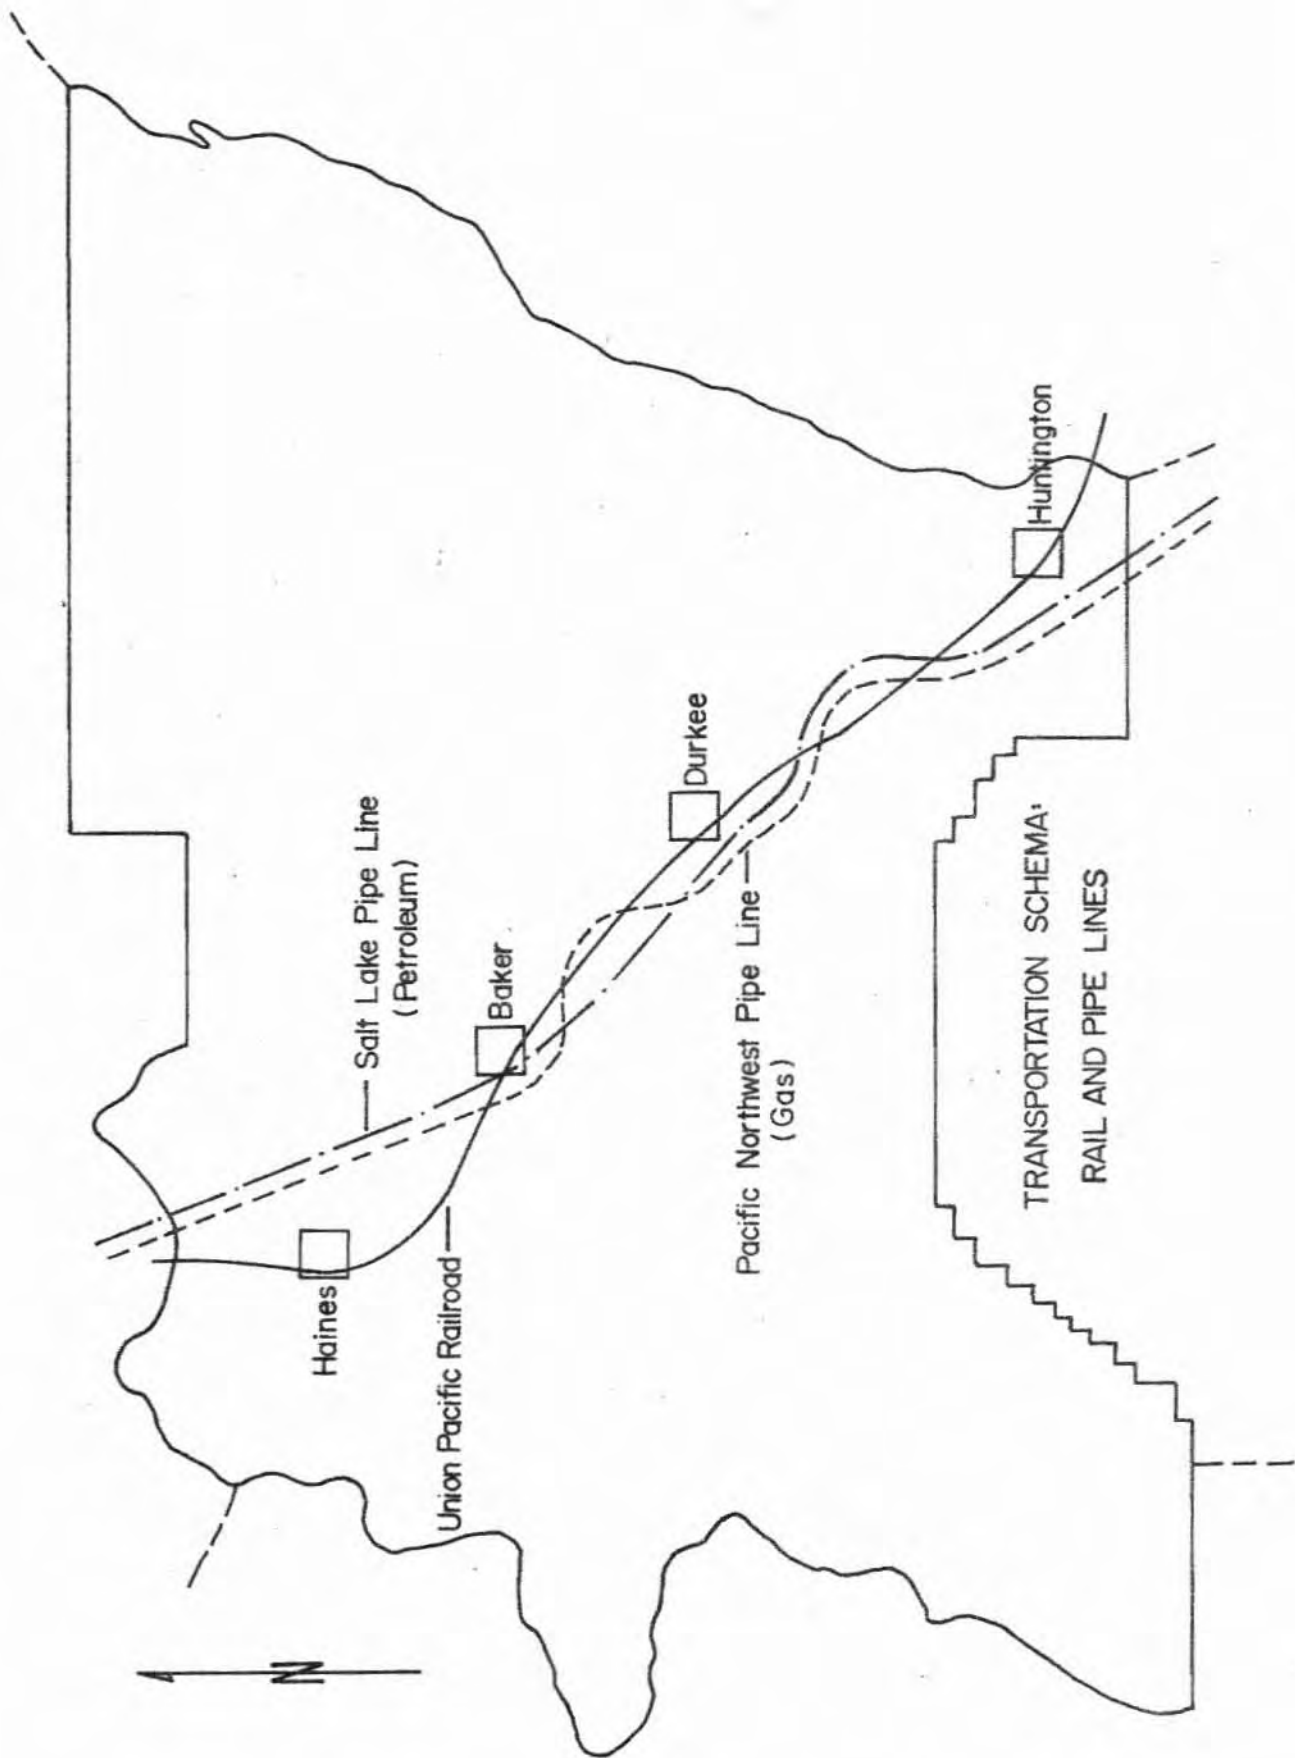 Salt Lake Pipe Line
(Petroleum)
Haines
Baker
Union Pacific Railroad
Durkee
Pacific Northwest Pipe Line
(Gas)
Huntington
TRANSPORTATION SCHEMA:
RAIL AND PIPE LINES
N